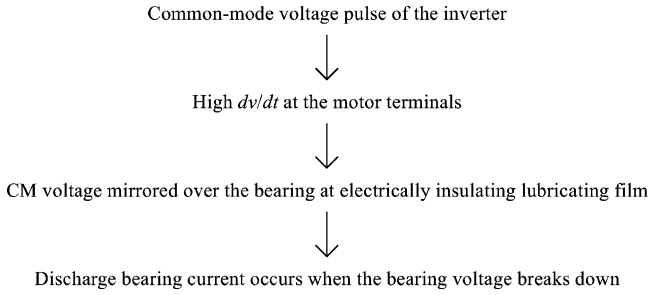 Common-mode voltage pulse of the inverter
High dv/dt at the motor terminals
CM voltage mirrored over the bearing at electrically insulating lubricating film
Discharge bearing current occurs when the bearing voltage breaks down